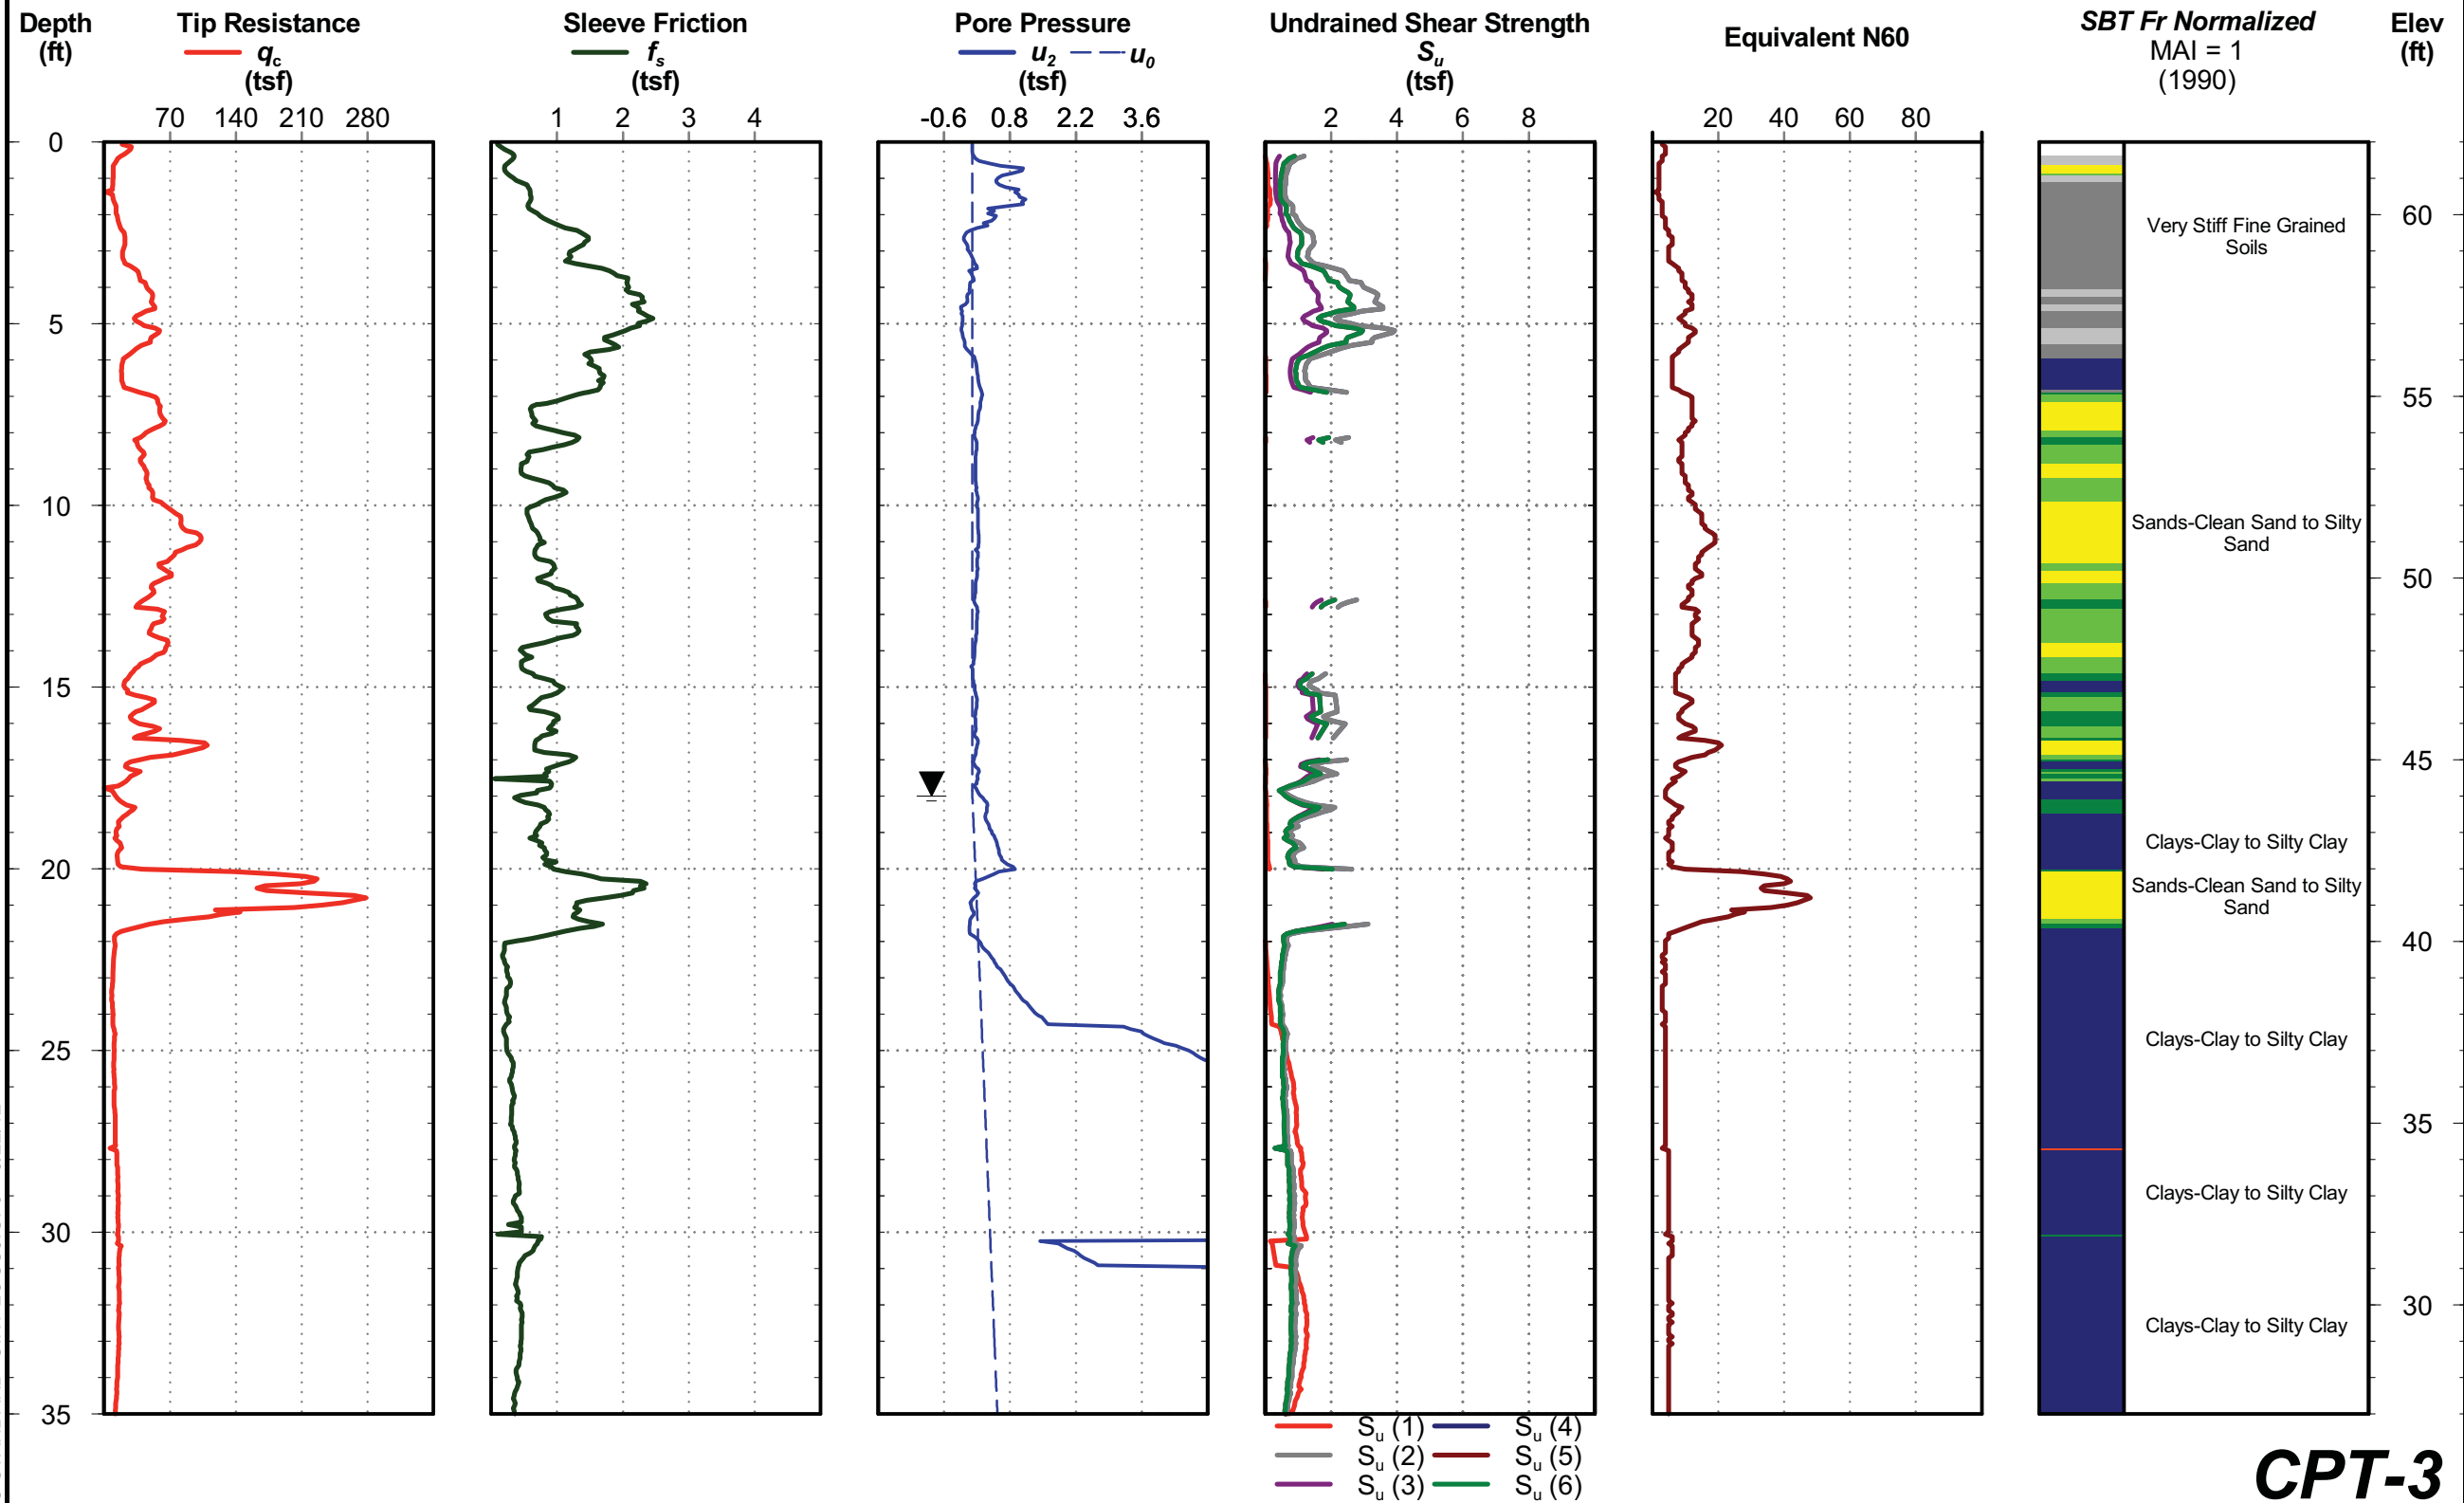 Depth
(ft)
Tip Resistance
qc
(tsf)
70 140 210 280
Sleeve Friction
fs
(tsf)
1 2 3 4
Pore Pressure
u2 u0
(tsf)
-0.6 0.8 2.2 3.6
Undrained Shear Strength
Su
(tsf)
2 4 6 8
Equivalent N60
20 40 60 80
SBT Fr Normalized
MAI = 1
(1990)
Elev
(ft)
0
5
10
15
20
25
30
35
Very Stiff Fine Grained
Soils
Sands-Clean Sand to Silty
Sand
Clays-Clay to Silty Clay
Sands-Clean Sand to Silty
Sand
Clays-Clay to Silty Clay
Clays-Clay to Silty Clay
Clays-Clay to Silty Clay
60
55
50
45
40
35
30
Su (1) Su (4)
Su (2) Su (5)
Su (3) Su (6)
CPT-3